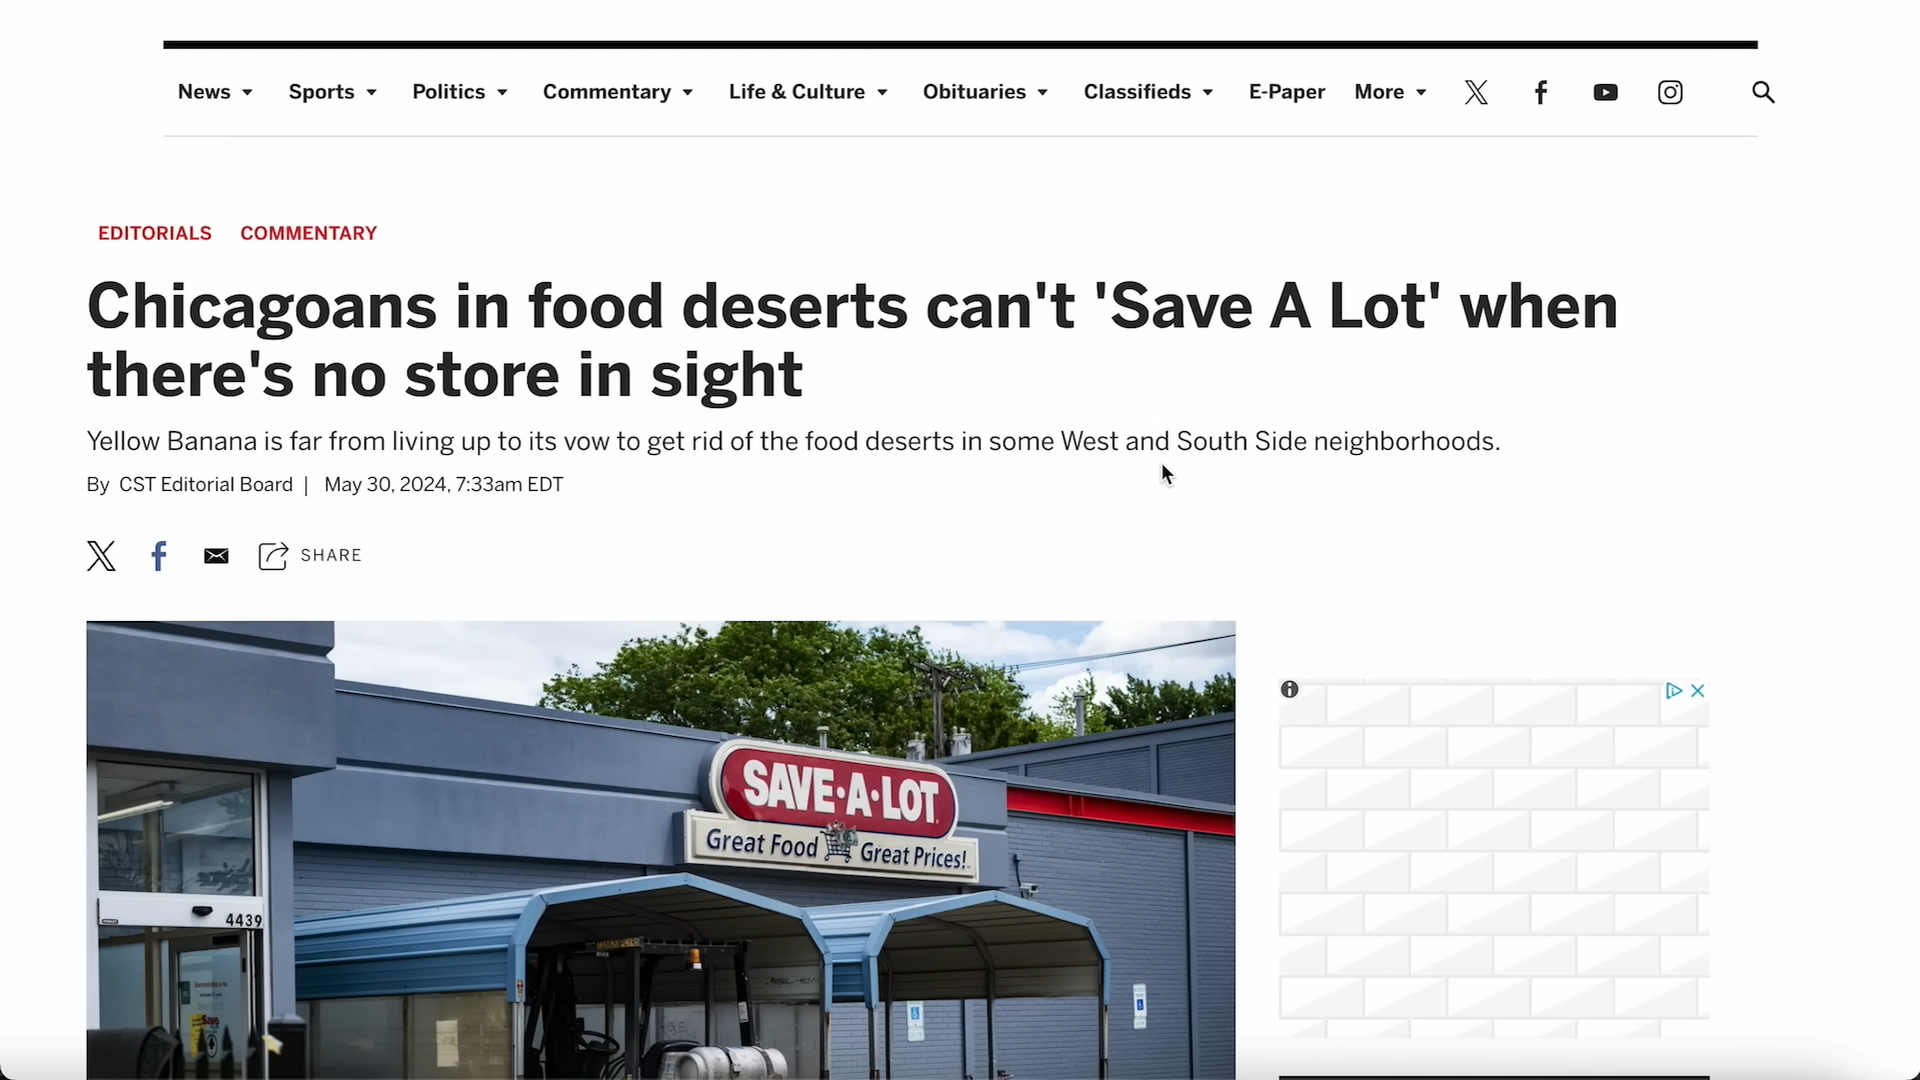 News Sports Politics Commentary Life & Culture Obituaries Classifieds E-Paper More
EDITORIALS COMMENTARY
Chicagoans in food deserts can't 'Save A Lot' when
there's no store in sight
Yellow Banana is far from living up to its vow to get rid of the food deserts in some West and South Side neighborhoods.
By CST Editorial Board | May 30, 2024, 7:33am EDT
SHARE
SAVE•A•LOT
Great Food Great Prices!
4439
Save